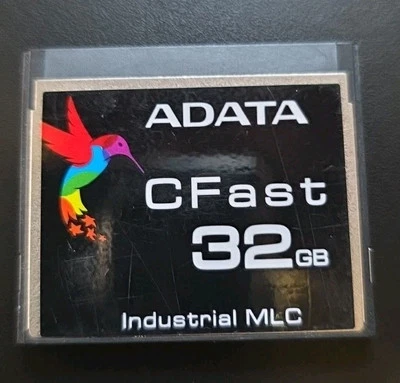 ADATA
CFast
32GB
Industrial MLC